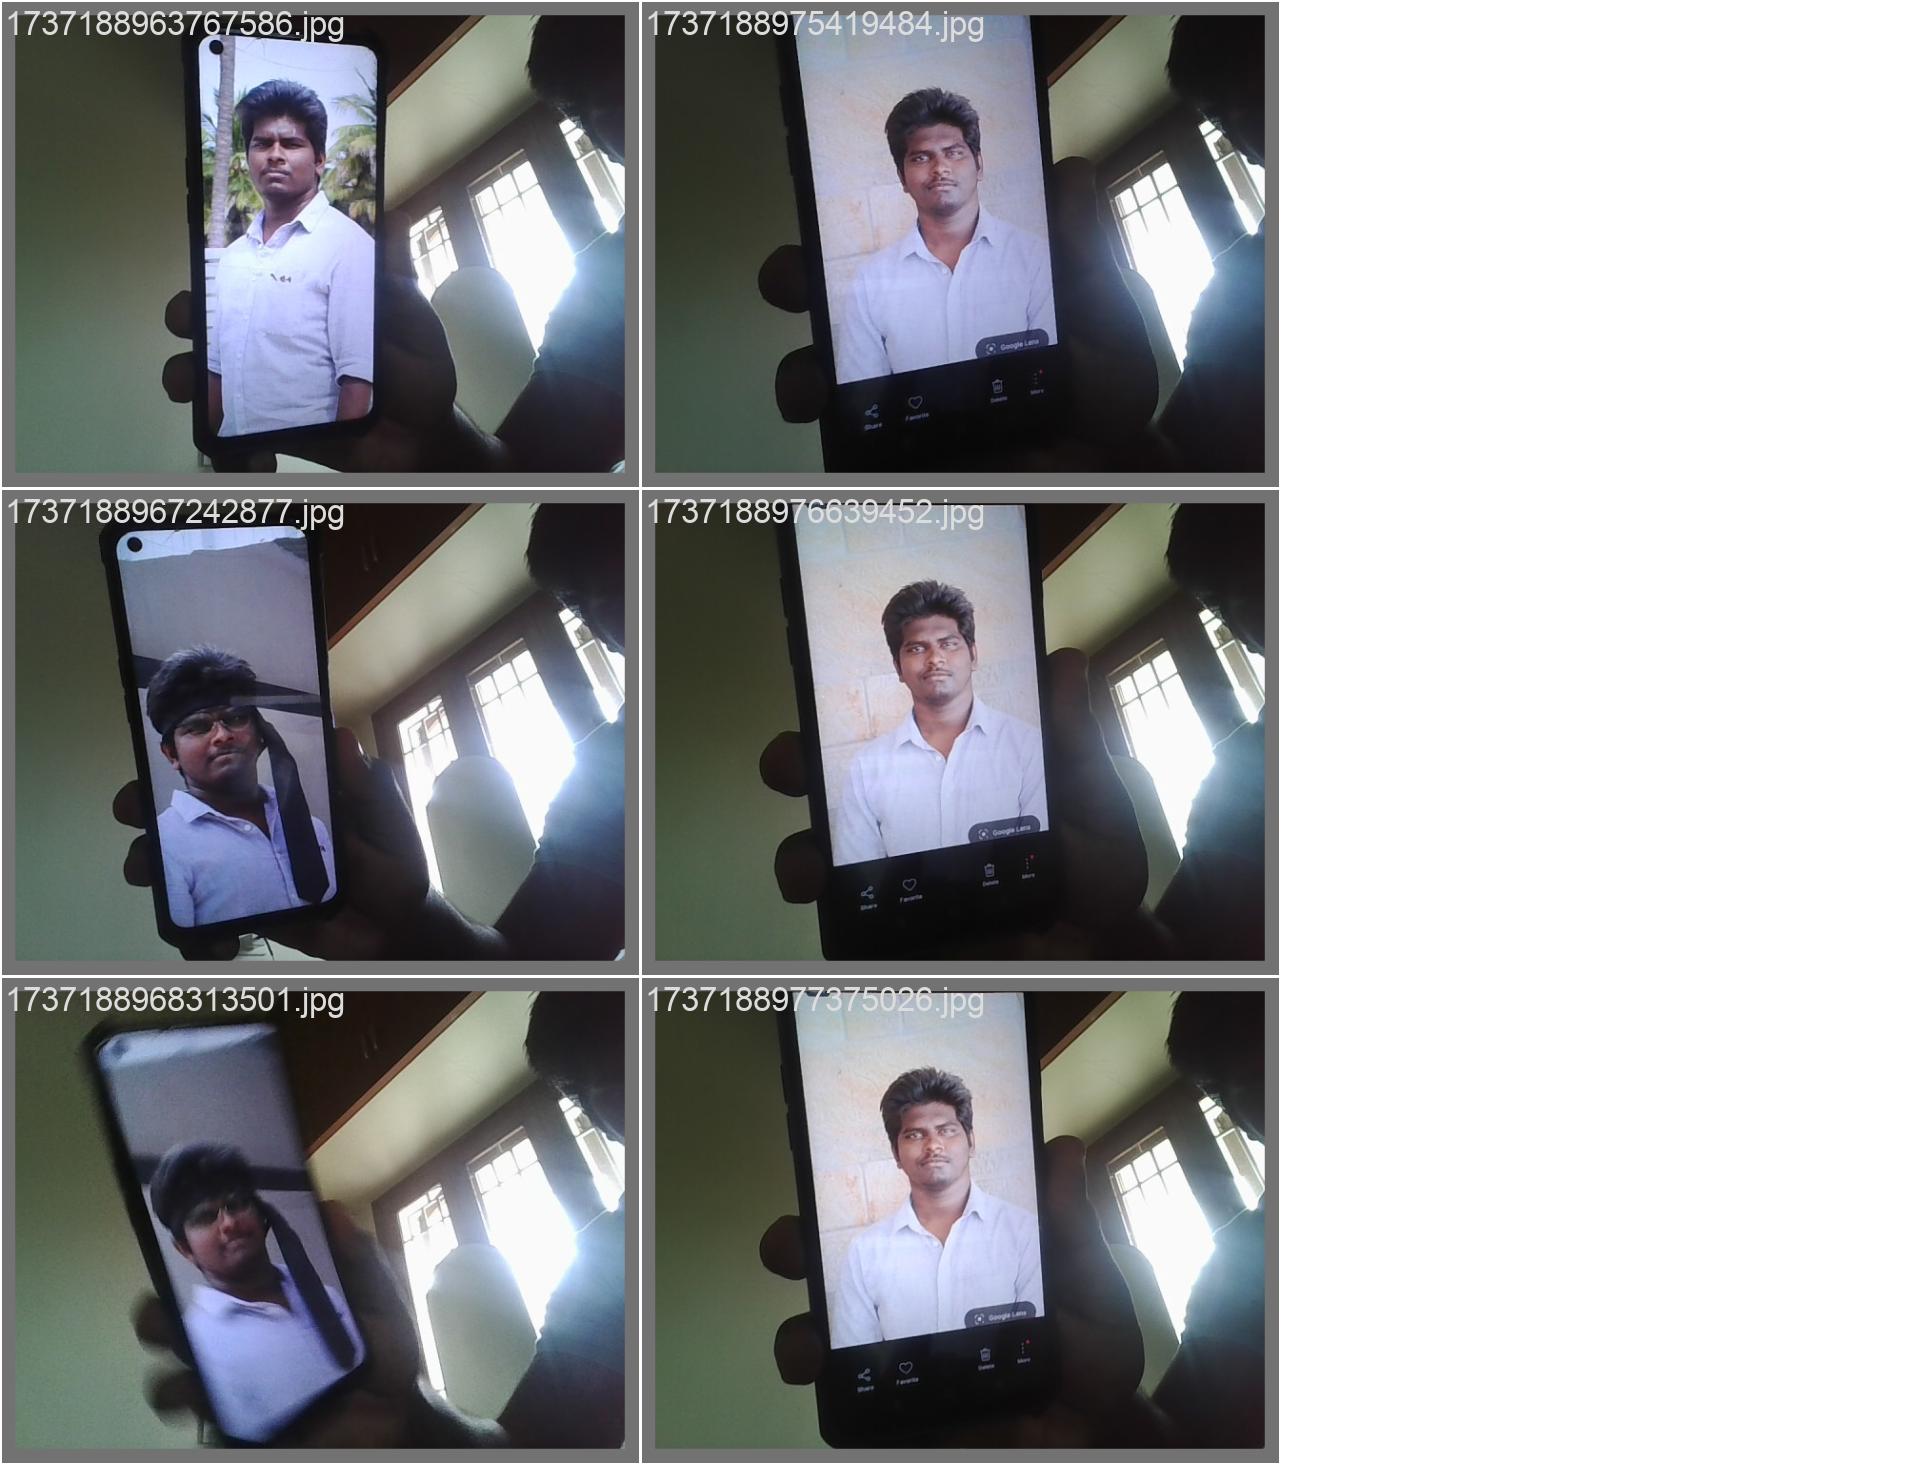 1737188963767586.jpg
1737188975419484.jpg
Google Lens
Share
Favorite
Delete
More
1737188967242877.jpg
1737188976639452.jpg
Google Lens
Share
Favorite
Delete
More
1737188968313501.jpg
1737188977375026.jpg
Google Lens
Share
Favorite
Delete
More